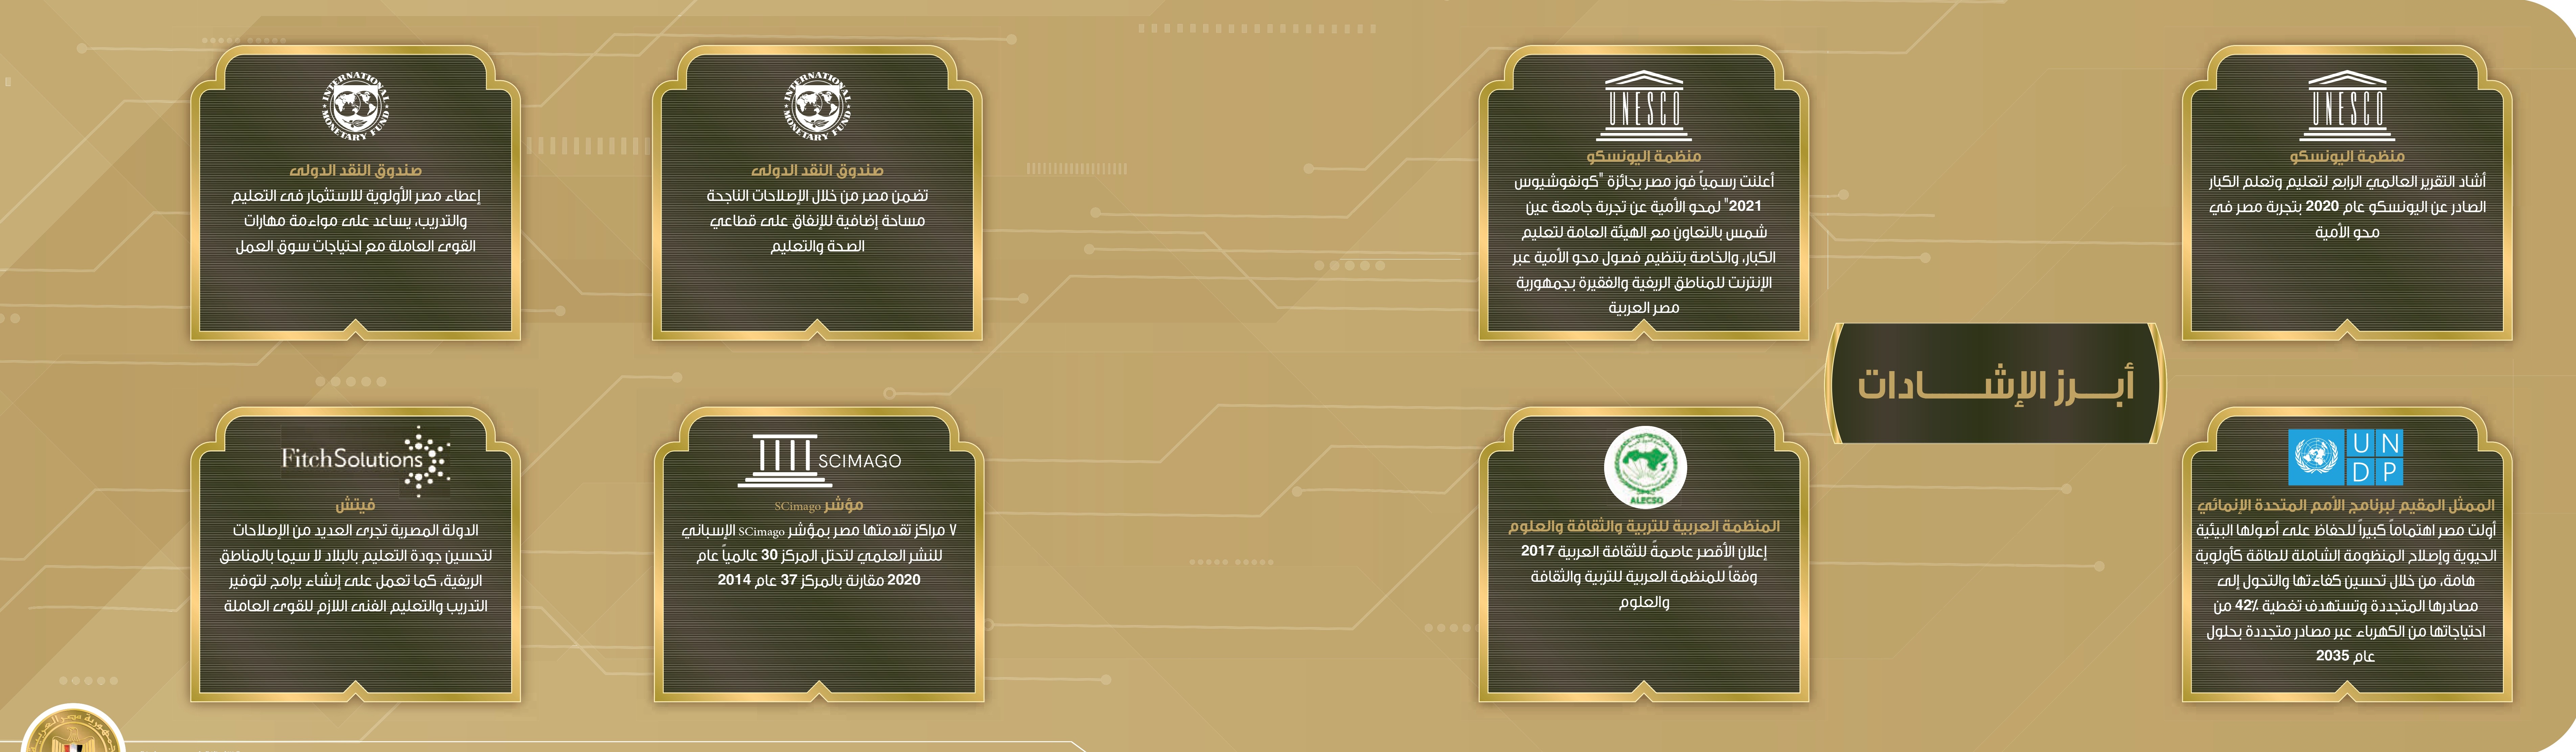 أبــرز الإشــــادات
UNESCO
منظمة اليونسكو
أشاد التقرير العالمي الرابع لتعليم وتعلم الكبار
الصادر عن اليونسكو عام 2020 بتجربة مصر في
محو الأمية
UNESCO
منظمة اليونسكو
أعلنت رسمياً فوز مصر بجائزة "كونفوشيوس
2021" لمحو الأمية عن تجربة جامعة عين
شمس بالتعاون مع الهيئة العامة لتعليم
الكبار، والخاصة بتنظيم فصول محو الأمية عبر
الإنترنت للمناطق الريفية والفقيرة بجمهورية
مصر العربية
INTERNATIONAL MONETARY FUND
صندوق النقد الدولى
تضمن مصر من خلال الإصلاحات الناجحة
مساحة إضافية للإنفاق على قطاعي
الصحة والتعليم
INTERNATIONAL MONETARY FUND
صندوق النقد الدولى
إعطاء مصر الأولوية للاستثمار فى التعليم
والتدريب، يساعد على مواءمة مهارات
القوى العاملة مع احتياجات سوق العمل
UN
DP
الممثل المقيم لبرنامج الأمم المتحدة الإنمائي
أولت مصر اهتماماً كبيراً للحفاظ على أصولها البيئية
الحيوية وإصلاح المنظومة الشاملة للطاقة كأولوية
هامة، من خلال تحسين كفاءتها والتحول إلى
مصادرها المتجددة وتستهدف تغطية 42٪ من
احتياجاتها من الكهرباء عبر مصادر متجددة بحلول
عام 2035
ALECSO
المنظمة العربية للتربية والثقافة والعلوم
إعلان الأقصر عاصمةً للثقافة العربية 2017
وفقاً للمنظمة العربية للتربية والثقافة
والعلوم
SCIMAGO
مؤشر SCimago
٧ مراكز تقدمتها مصر بمؤشر SCimago الإسباني
للنشر العلمي لتحتل المركز 30 عالمياً عام
2020 مقارنة بالمركز 37 عام 2014
FitchSolutions
فيتش
الدولة المصرية تجرى العديد من الإصلاحات
لتحسين جودة التعليم بالبلاد لا سيما بالمناطق
الريفية، كما تعمل على إنشاء برامج لتوفير
التدريب والتعليم الفنى اللازم للقوى العاملة
جمهورية مصر العربية